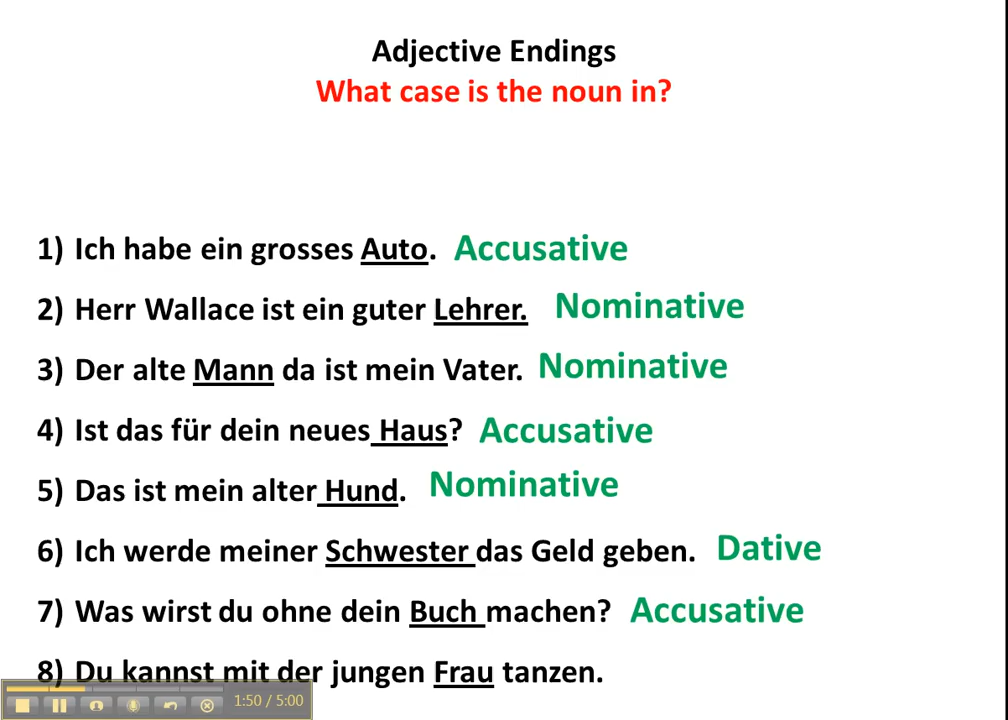 Adjective Endings
What case is the noun in?
1) Ich habe ein grosses Auto. Accusative
2) Herr Wallace ist ein guter Lehrer. Nominative
3) Der alte Mann da ist mein Vater. Nominative
4) Ist das für dein neues Haus? Accusative
5) Das ist mein alter Hund. Nominative
6) Ich werde meiner Schwester das Geld geben. Dative
7) Was wirst du ohne dein Buch machen? Accusative
8) Du kannst mit der jungen Frau tanzen.
1:50 / 5:00